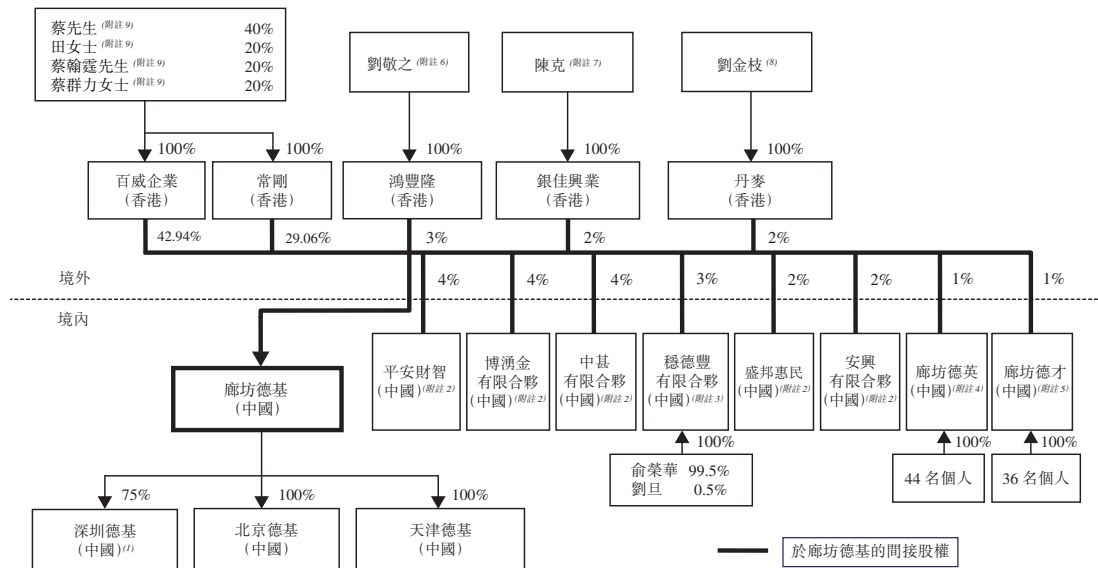 蔡先生 (附註 9) 40%
田女士 (附註 9) 20%
蔡翰霆先生 (附註 9) 20%
蔡群力女士 (附註 9) 20%
劉敬之 (附註 6)
陳克 (附註 7)
劉金枝 (8)
100%
100%
100%
100%
100%
百威企業
(香港)
常剛
(香港)
鴻豐隆
(香港)
銀佳興業
(香港)
丹麥
(香港)
42.94%
29.06%
3%
2%
2%
境外
4%
4%
4%
3%
2%
2%
1%
1%
境內
廊坊德基
(中國)
平安財智
(中國)(附註 2)
博湧金
有限合夥
(中國)(附註 2)
中甚
有限合夥
(中國)(附註 2)
穩德豐
有限合夥
(中國)(附註 3)
盛邦惠民
(中國)(附註 2)
安興
有限合夥
(中國)(附註 2)
廊坊德英
(中國)(附註 4)
廊坊德才
(中國)(附註 5)
100%
100%
100%
俞榮華 99.5%
劉旦 0.5%
44 名個人
36 名個人
75%
100%
100%
深圳德基
(中國)(1)
北京德基
(中國)
天津德基
(中國)
於廊坊德基的間接股權